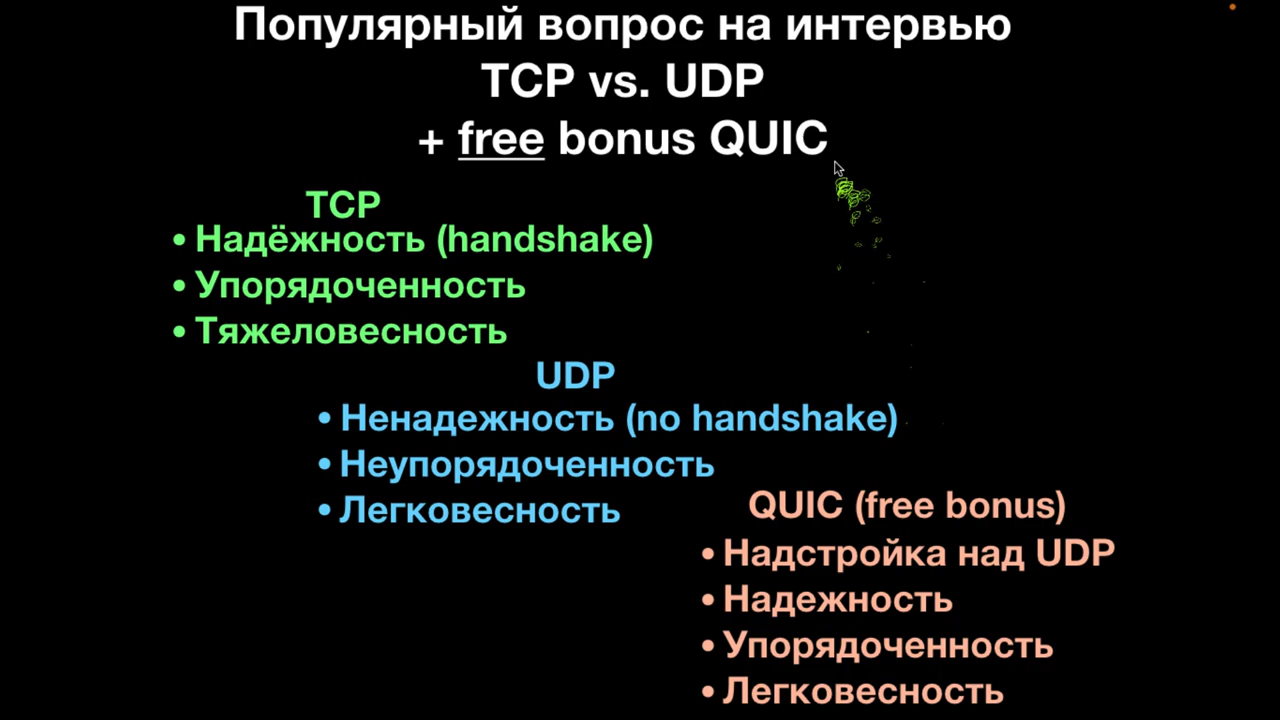 Популярный вопрос на интервью
TCP vs. UDP
+ free bonus QUIC
TCP
• Надёжность (handshake)
• Упорядоченность
• Тяжеловесность
UDP
• Ненадежность (no handshake)
• Неупорядоченность
• Легковесность
QUIC (free bonus)
• Надстройка над UDP
• Надежность
• Упорядоченность
• Легковесность